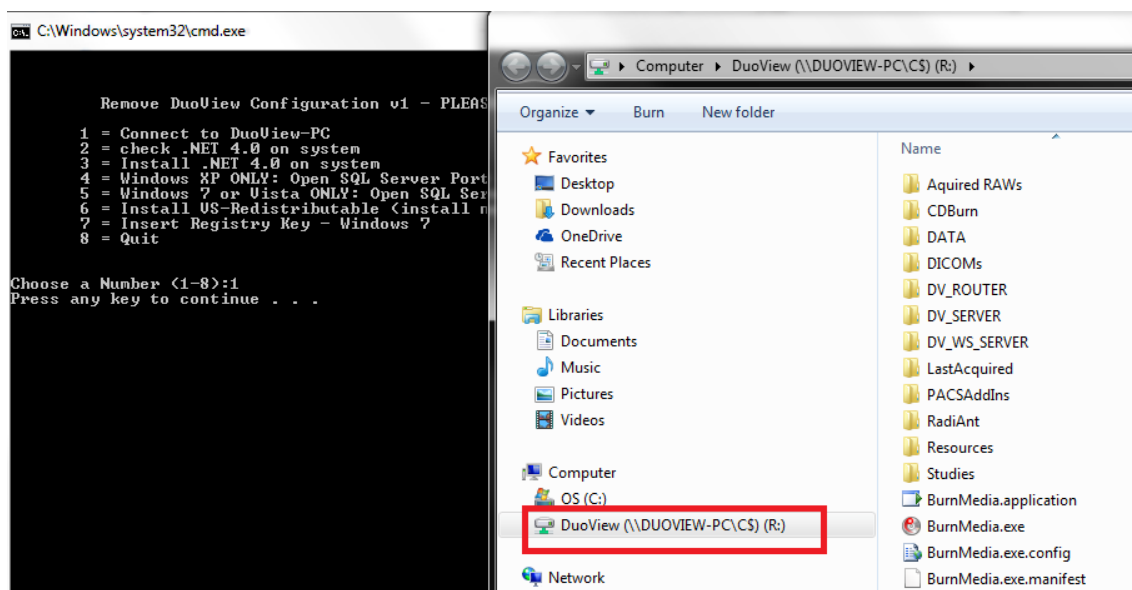 C:\Windows\system32\cmd.exe
Remove DuoView Configuration v1 - PLEAS
1 = Connect to DuoView-PC
2 = check .NET 4.0 on system
3 = Install .NET 4.0 on system
4 = Windows XP ONLY: Open SQL Server Port
5 = Windows 7 or Vista ONLY: Open SQL Ser
6 = Install VS-Redistributable (install n
7 = Insert Registry Key - Windows 7
8 = Quit
Choose a Number (1-8):1
Press any key to continue . . .
Computer DuoView (\\DUOVIEW-PC\C$) (R:)
Organize Burn New folder
Favorites
Desktop
Downloads
OneDrive
Recent Places
Libraries
Documents
Music
Pictures
Videos
Computer
OS (C:)
DuoView (\\DUOVIEW-PC\C$) (R:)
Network
Name
Aquired RAWs
CDBurn
DATA
DICOMs
DV_ROUTER
DV_SERVER
DV_WS_SERVER
LastAcquired
PACSAddIns
RadiAnt
Resources
Studies
BurnMedia.application
BurnMedia.exe
BurnMedia.exe.config
BurnMedia.exe.manifest